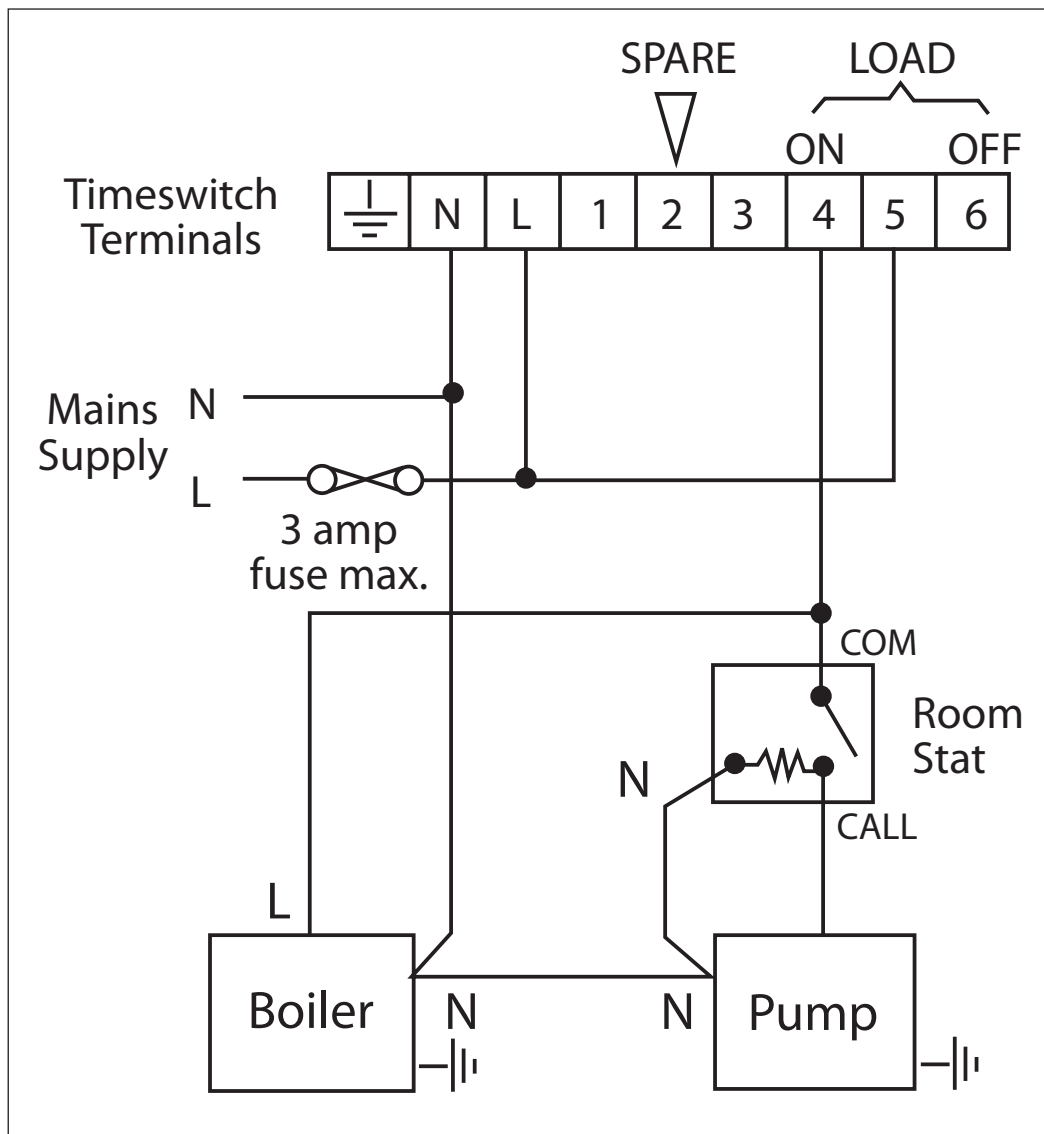 SPARE LOAD
ON OFF
Timeswitch
Terminals
N L 1 2 3 4 5 6
Mains
Supply
N
L
3 amp
fuse max.
COM
Room
Stat
N
CALL
L
Boiler
N
N
Pump